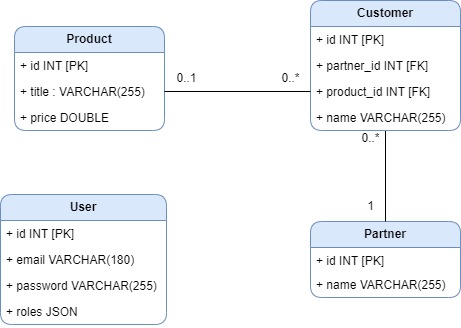 Product
+ id INT [PK]
+ title : VARCHAR(255)
+ price DOUBLE
0..1
0..*
Customer
+ id INT [PK]
+ partner_id INT [FK]
+ product_id INT [FK]
+ name VARCHAR(255)
0..*
1
User
+ id INT [PK]
+ email VARCHAR(180)
+ password VARCHAR(255)
+ roles JSON
Partner
+ id INT [PK]
+ name VARCHAR(255)